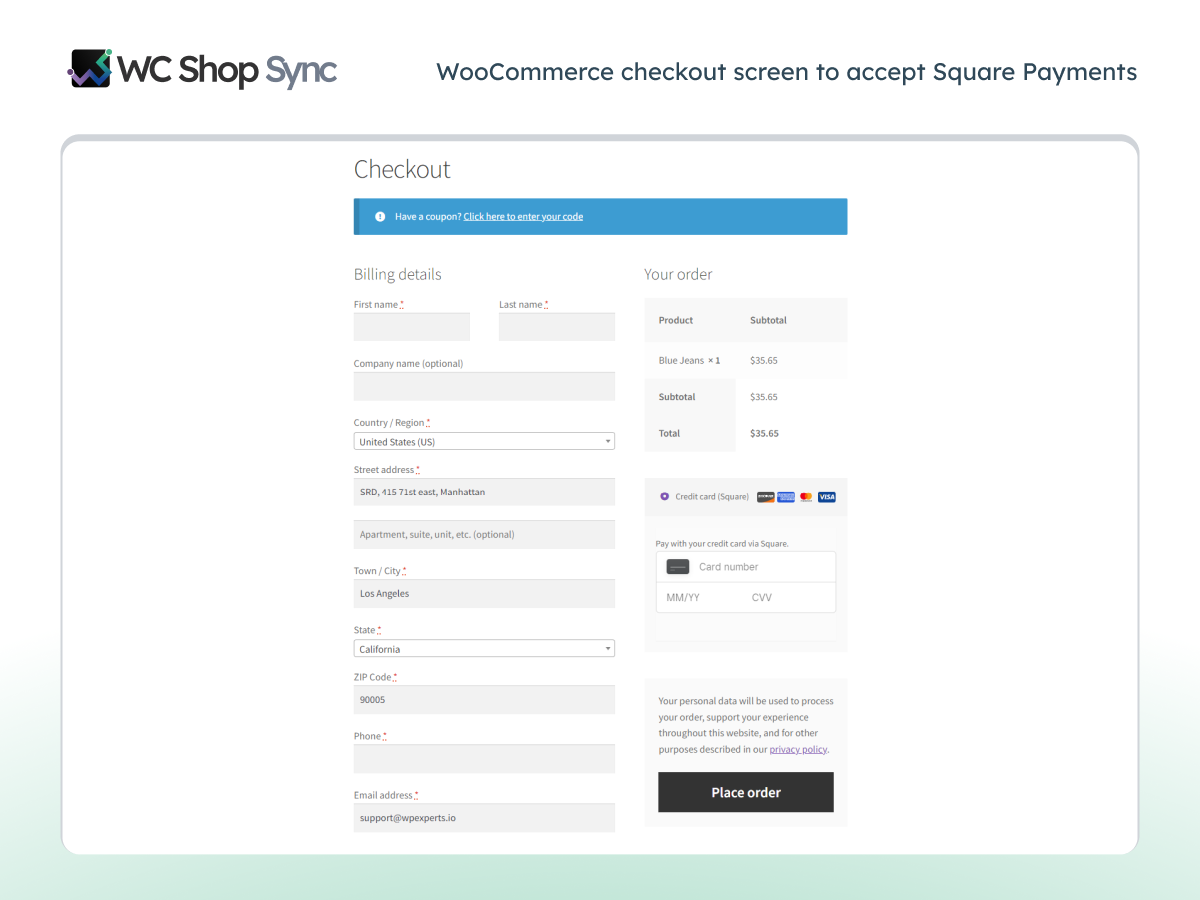 WC Shop Sync
WooCommerce checkout screen to accept Square Payments
Checkout
Have a coupon? Click here to enter your code
Billing details
First name *
Last name *
Company name (optional)
Country / Region *
United States (US)
Street address *
SRD, 415 71st east, Manhattan
Apartment, suite, unit, etc. (optional)
Town / City *
Los Angeles
State *
California
ZIP Code *
90005
Phone *
Email address *
support@wpexperts.io
Your order
Product Subtotal
Blue Jeans × 1 $35.65
Subtotal $35.65
Total $35.65
Credit card (Square) VISA
Pay with your credit card via Square.
Card number
MM/YY CVV
Your personal data will be used to process
your order, support your experience
throughout this website, and for other
purposes described in our privacy policy.
Place order